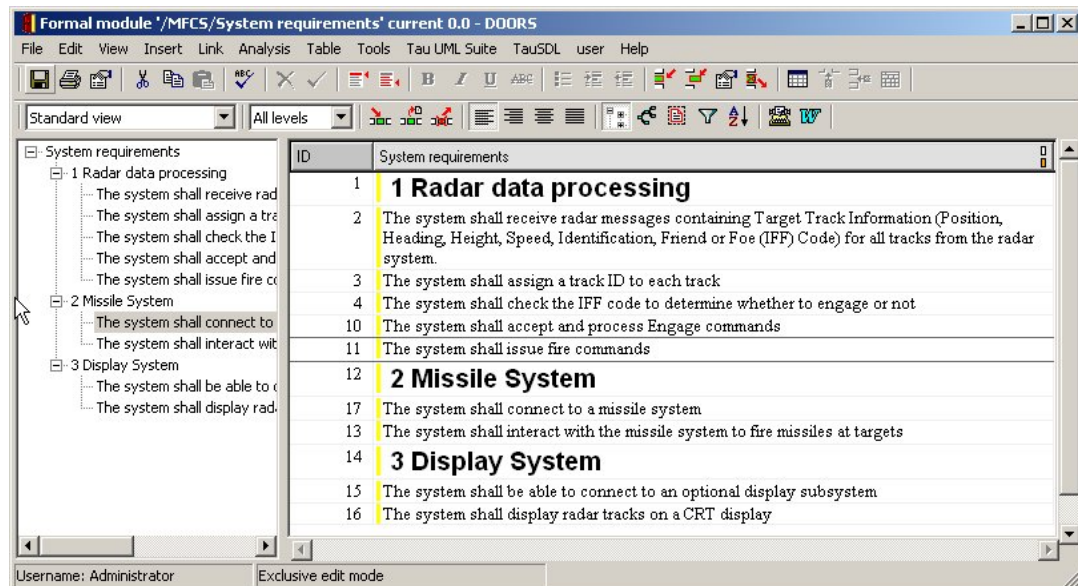 Formal module '/MFCS/System requirements' current 0.0 - DOORS
File Edit View Insert Link Analysis Table Tools Tau UML Suite TauSDL user Help
ABC B I U ABC
Standard view All levels A Z W
System requirements
1 Radar data processing
The system shall receive rad
The system shall assign a tra
The system shall check the I
The system shall accept and
The system shall issue fire co
2 Missile System
The system shall connect to
The system shall interact wit
3 Display System
The system shall be able to
The system shall display rad
ID System requirements
1 1 Radar data processing
2 The system shall receive radar messages containing Target Track Information (Position,
Heading, Height, Speed, Identification, Friend or Foe (IFF) Code) for all tracks from the radar
system.
3 The system shall assign a track ID to each track
4 The system shall check the IFF code to determine whether to engage or not
10 The system shall accept and process Engage commands
11 The system shall issue fire commands
12 2 Missile System
17 The system shall connect to a missile system
13 The system shall interact with the missile system to fire missiles at targets
14 3 Display System
15 The system shall be able to connect to an optional display subsystem
16 The system shall display radar tracks on a CRT display
Username: Administrator Exclusive edit mode